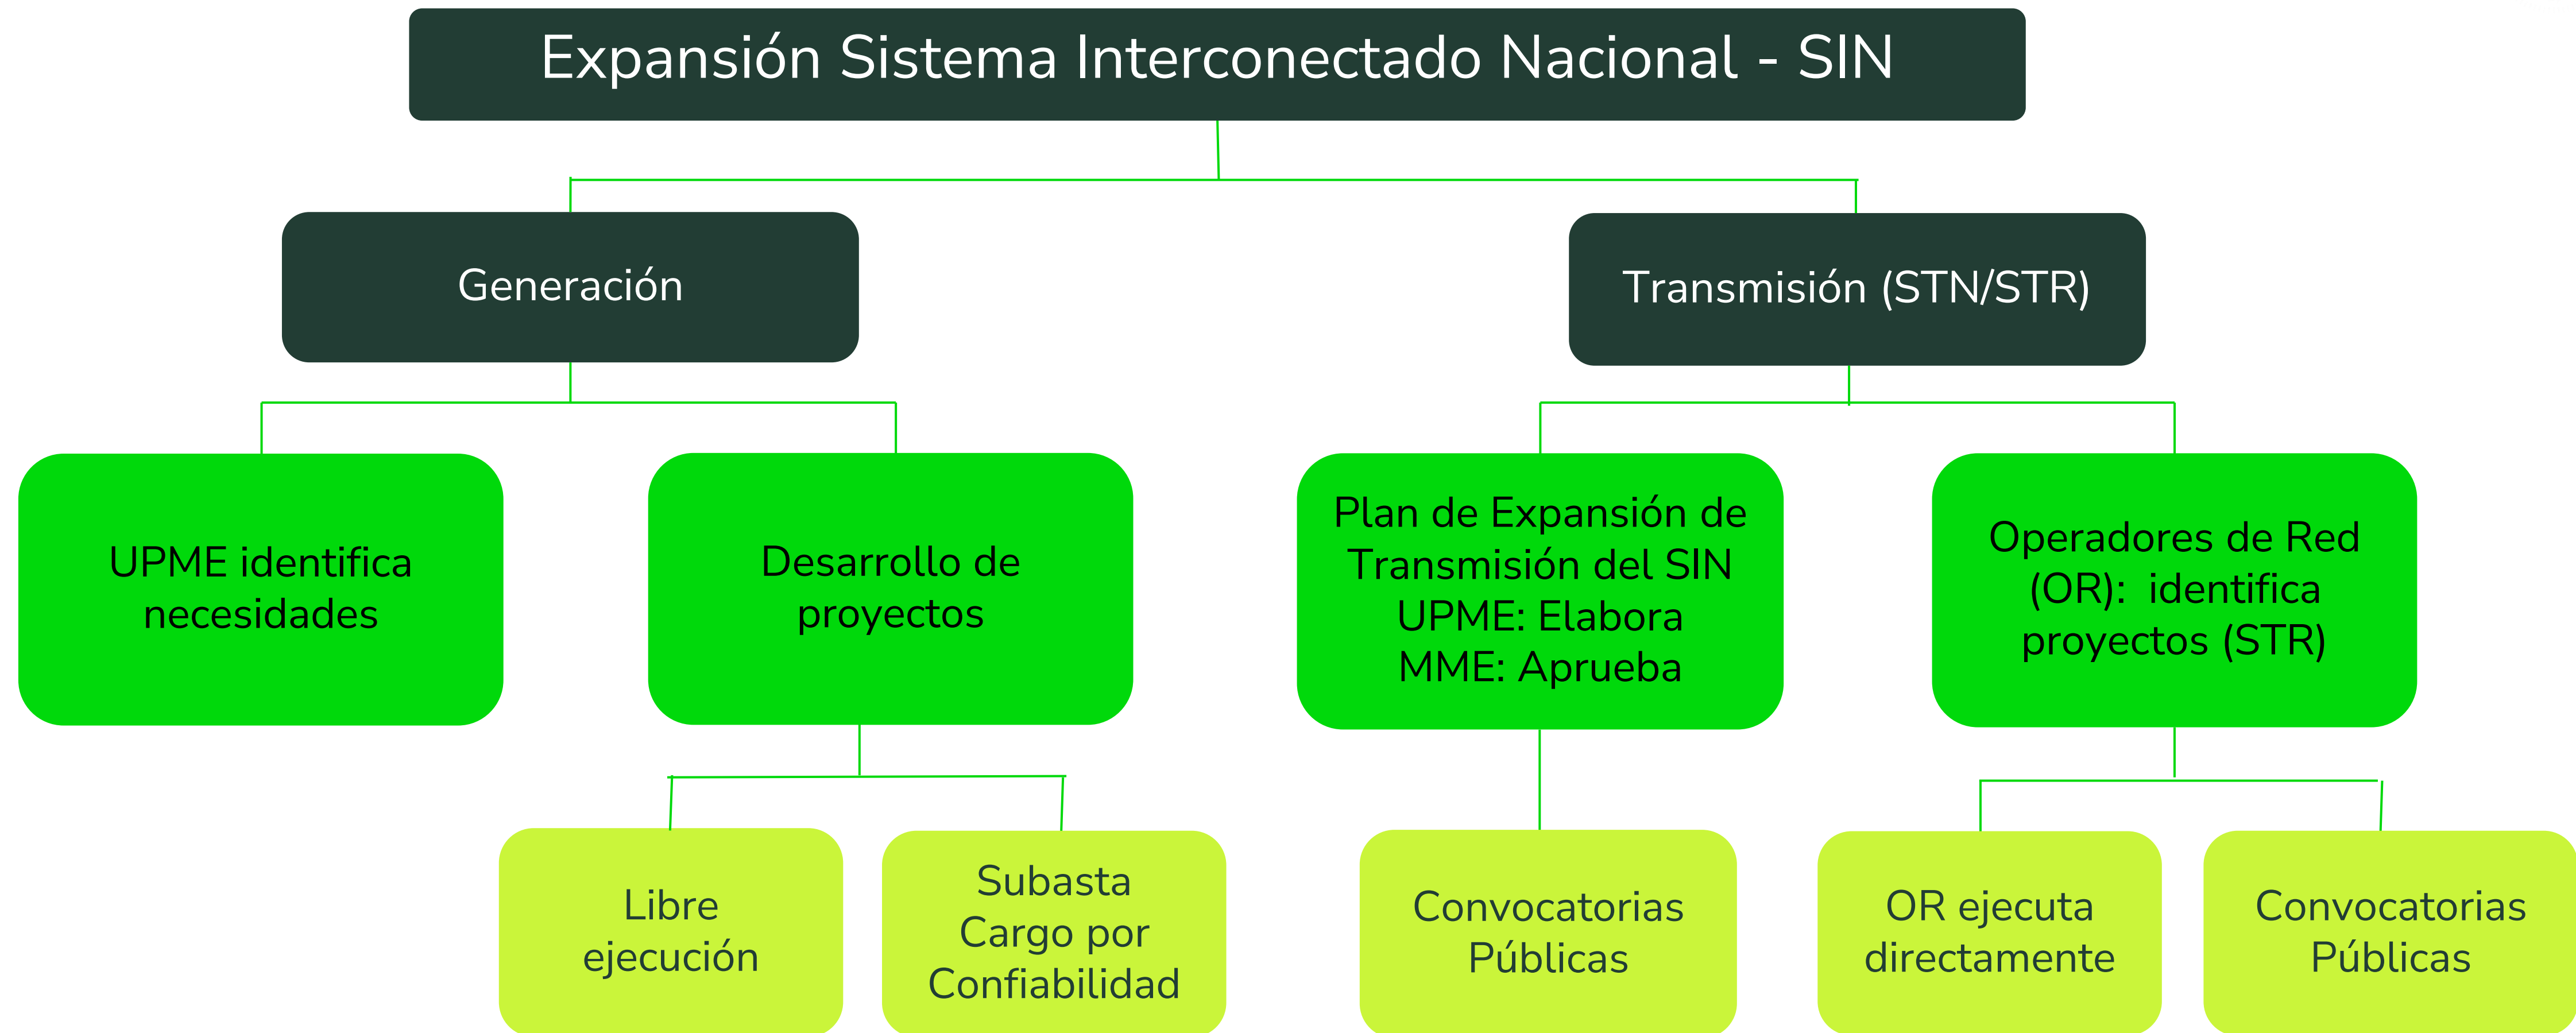 Expansión Sistema Interconectado Nacional - SIN
Generación
Transmisión (STN/STR)
UPME identifica
necesidades
Desarrollo de
proyectos
Plan de Expansión de
Transmisión del SIN
UPME: Elabora
MME: Aprueba
Operadores de Red
(OR):  identifica
proyectos (STR)
Libre
ejecución
Subasta
Cargo por
Confiabilidad
Convocatorias
Públicas
OR ejecuta
directamente
Convocatorias
Públicas